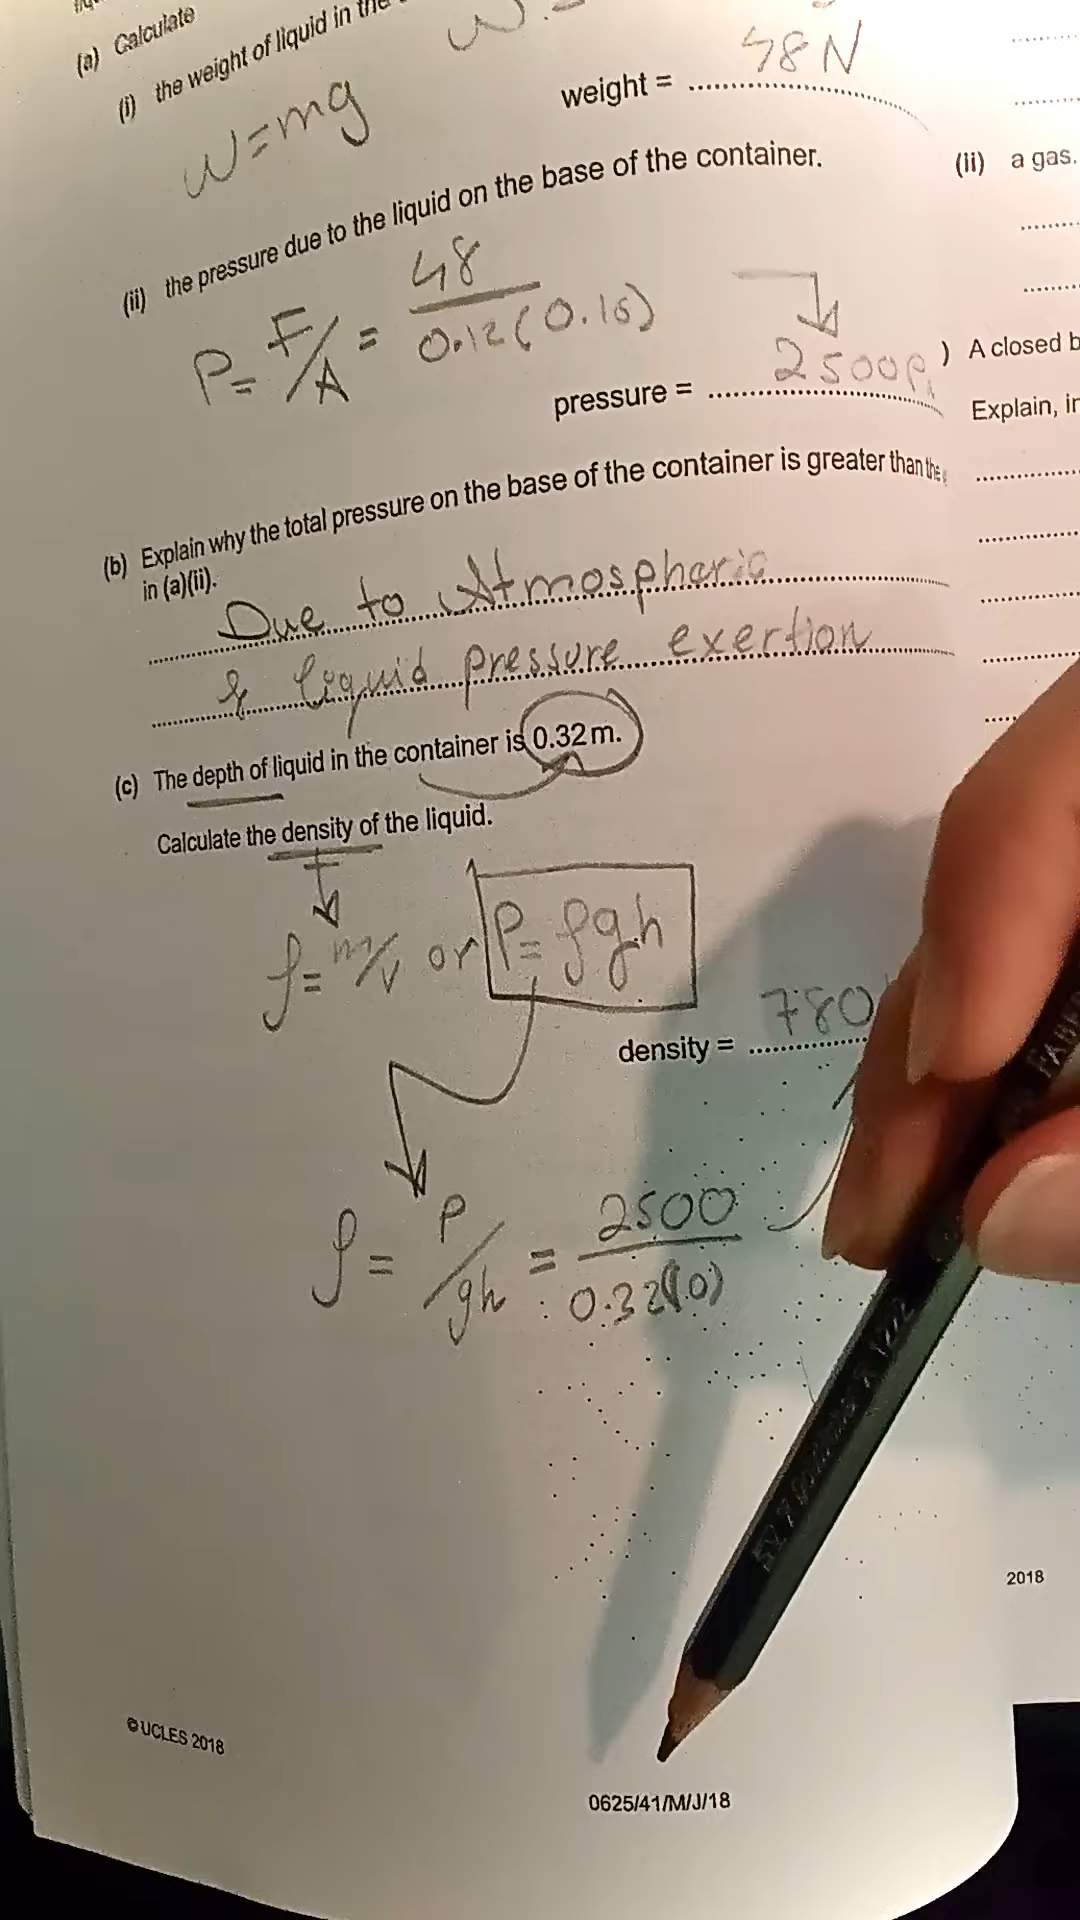 (a) Calculate
(i) the weight of liquid in the
W=mg
weight = 48N
(ii) the pressure due to the liquid on the base of the container.
P= F/A = 48
0.12(0.16)
pressure = 2500Pa
(b) Explain why the total pressure on the base of the container is greater than the
in (a)(ii).
Due to Atmospheric
& liquid pressure exertion
(c) The depth of liquid in the container is 0.32m.
Calculate the density of the liquid.
ρ= m/V or P= ρgh
density = 780
ρ= P/gh = 2500
0.32(10)
© UCLES 2018
0625/41/M/J/18
(ii) a gas.
) A closed b
Explain, in
2018
FABE